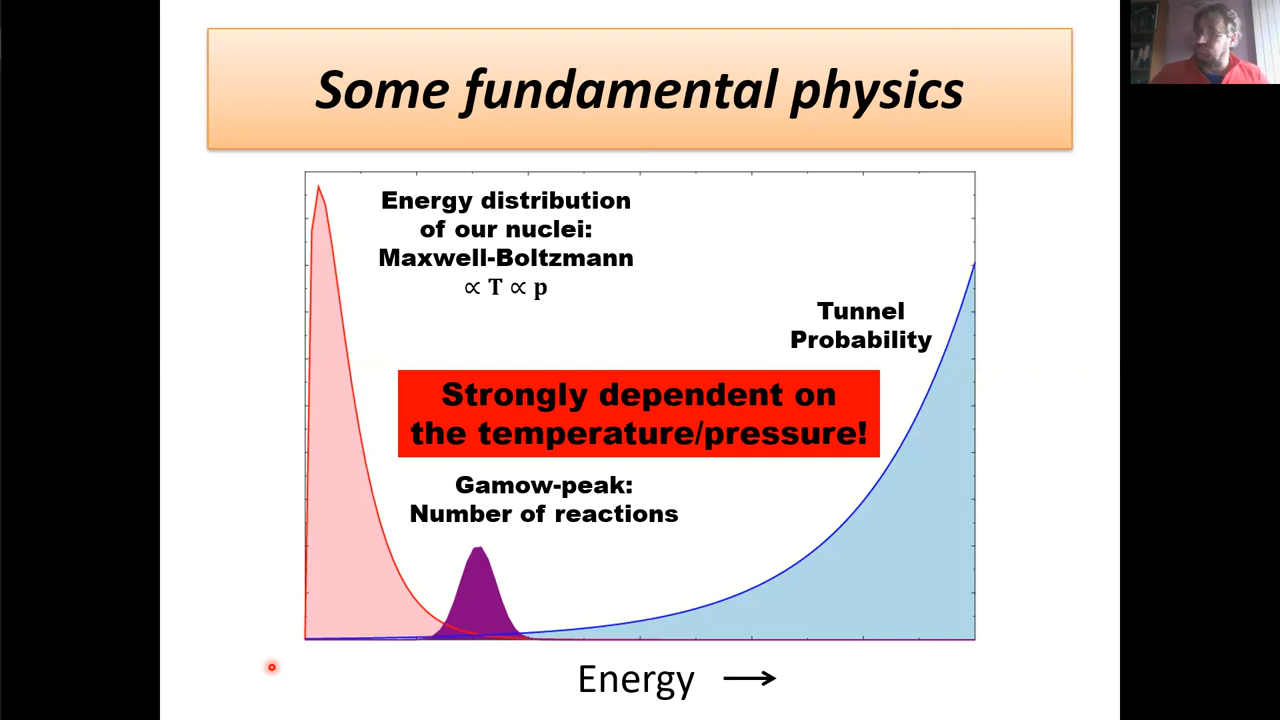 Some fundamental physics
Energy distribution
of our nuclei:
Maxwell-Boltzmann
∝ T ∝ p
Tunnel
Probability
Strongly dependent on
the temperature/pressure!
Gamow-peak:
Number of reactions
Energy →